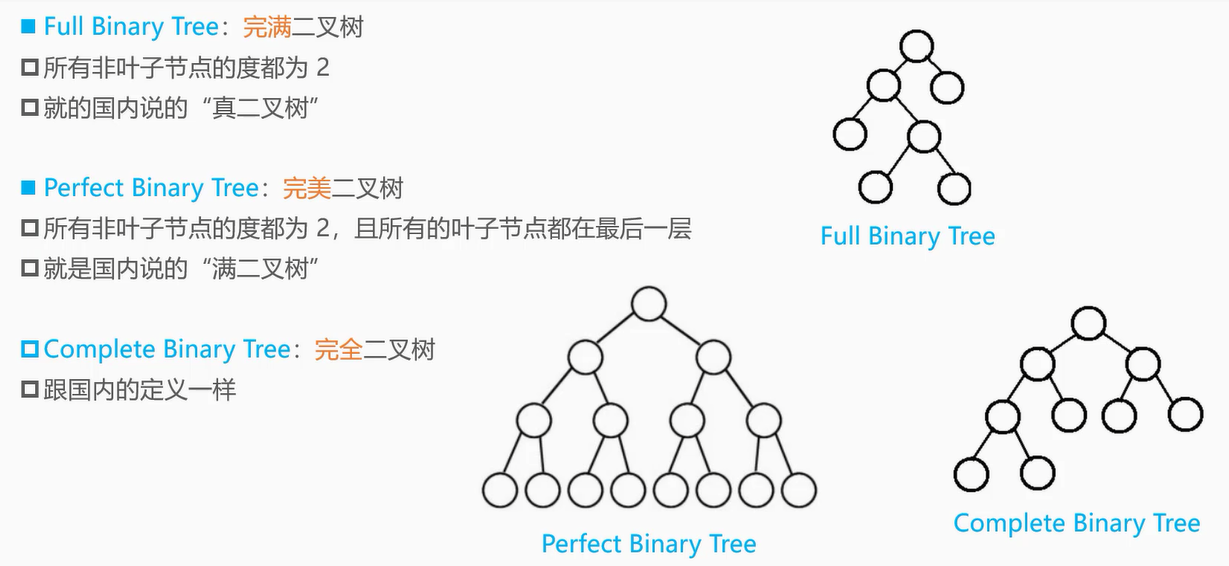 Full Binary Tree：完满二叉树
所有非叶子节点的度都为 2
就的国内说的“真二叉树”
Perfect Binary Tree：完美二叉树
所有非叶子节点的度都为 2，且所有的叶子节点都在最后一层
就是国内说的“满二叉树”
Complete Binary Tree：完全二叉树
跟国内的定义一样
Full Binary Tree
Perfect Binary Tree
Complete Binary Tree